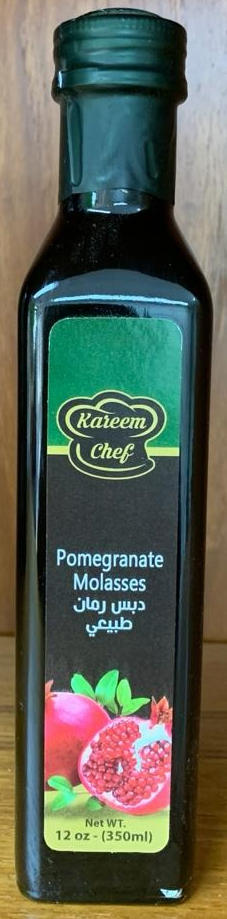 Kareem
Chef
Pomegranate
Molasses
دبس رمان
طبيعي
Net WT.
12 oz - (350ml)